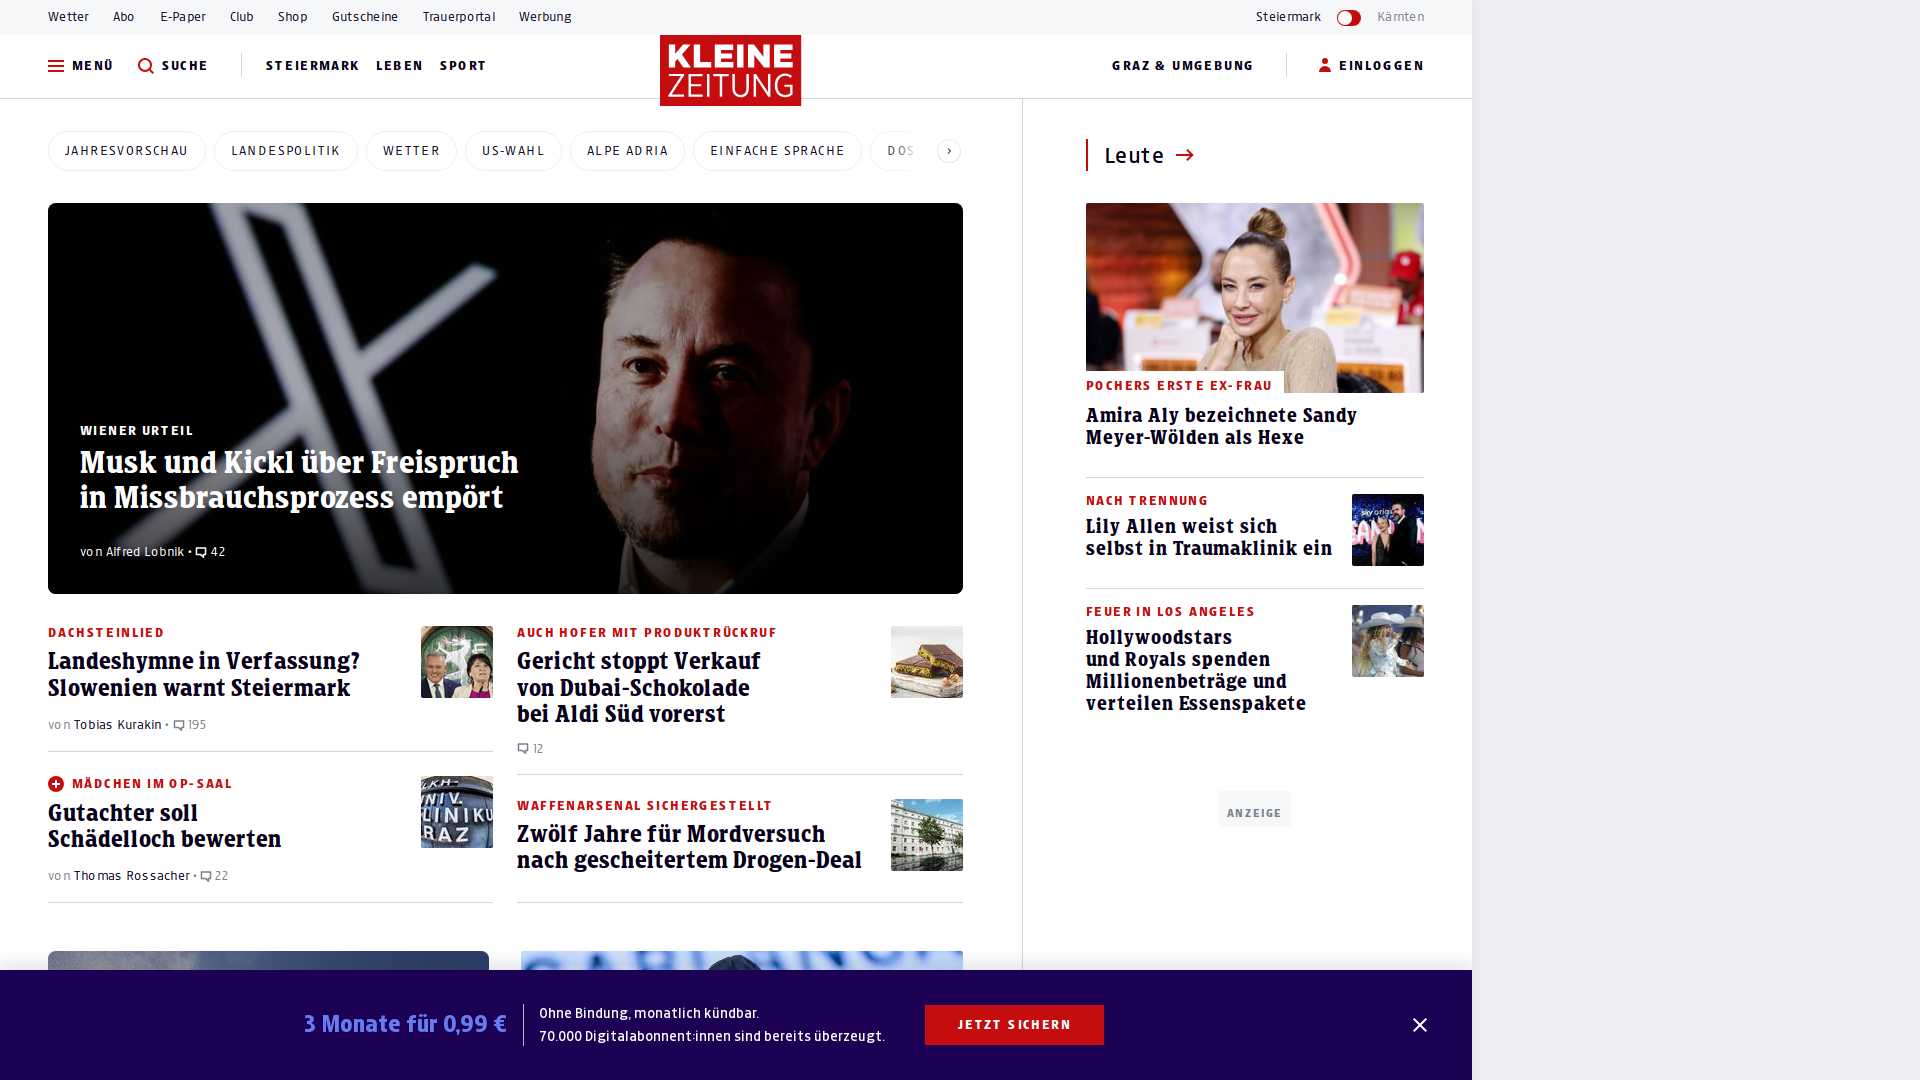 Wetter Abo E-Paper Club Shop Gutscheine Trauerportal Werbung Steiermark Kärnten
MENÜ SUCHE STEIERMARK LEBEN SPORT KLEINE ZEITUNG GRAZ & UMGEBUNG EINLOGGEN
JAHRESVORSCHAU LANDESPOLITIK WETTER US-WAHL ALPE ADRIA EINFACHE SPRACHE DOS
WIENER URTEIL
Musk und Kickl über Freispruch
in Missbrauchsprozess empört
von Alfred Lobnik • 42
DACHSTEINLIED
Landeshymne in Verfassung?
Slowenien warnt Steiermark
von Tobias Kurakin • 195
MÄDCHEN IM OP-SAAL
Gutachter soll
Schädelloch bewerten
von Thomas Rossacher • 22
LKH-
UNIV.
KLINIKU
GRAZ
AUCH HOFER MIT PRODUKTRÜCKRUF
Gericht stoppt Verkauf
von Dubai-Schokolade
bei Aldi Süd vorerst
12
WAFFENARSENAL SICHERGESTELLT
Zwölf Jahre für Mordversuch
nach gescheitertem Drogen-Deal
Leute
POCHERS ERSTE EX-FRAU
Amira Aly bezeichnete Sandy
Meyer-Wölden als Hexe
NACH TRENNUNG
Lily Allen weist sich
selbst in Traumaklinik ein
FEUER IN LOS ANGELES
Hollywoodstars
und Royals spenden
Millionenbeträge und
verteilen Essenspakete
ANZEIGE
3 Monate für 0,99 €
Ohne Bindung, monatlich kündbar.
70.000 Digitalabonnent:innen sind bereits überzeugt.
JETZT SICHERN